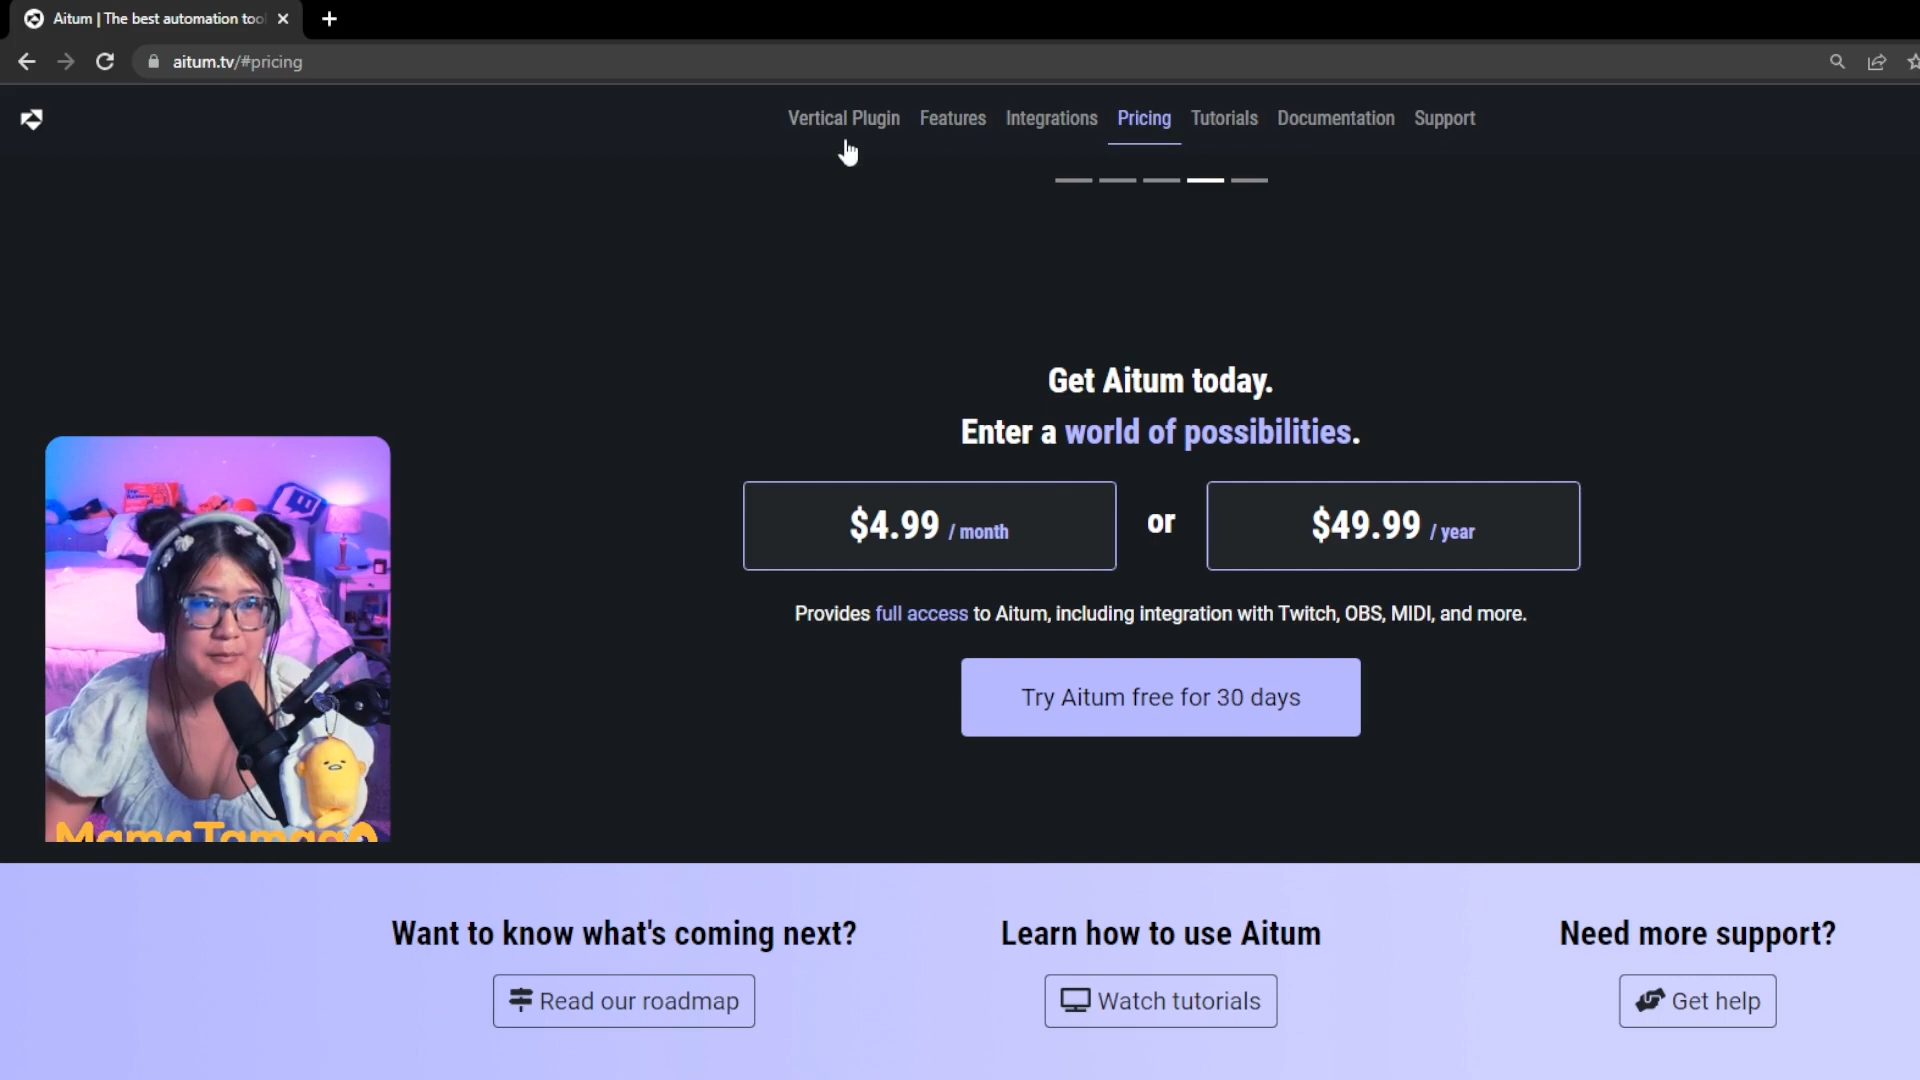 Aitum | The best automation too
aitum.tv/#pricing
Vertical Plugin Features Integrations Pricing Tutorials Documentation Support
Get Aitum today.
Enter a world of possibilities.
$4.99 / month or $49.99 / year
Provides full access to Aitum, including integration with Twitch, OBS, MIDI, and more.
Try Aitum free for 30 days
Want to know what's coming next?
Read our roadmap
Learn how to use Aitum
Watch tutorials
Need more support?
Get help